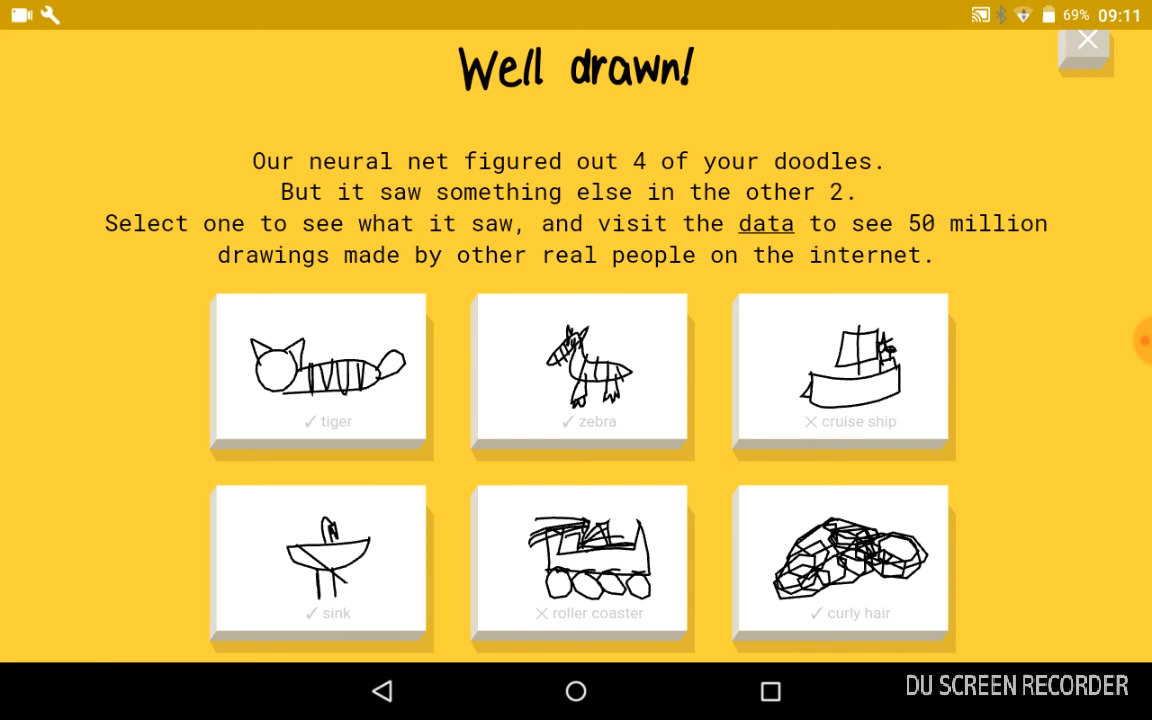 69% 09:11
Well drawn!
Our neural net figured out 4 of your doodles.
But it saw something else in the other 2.
Select one to see what it saw, and visit the data to see 50 million
drawings made by other real people on the internet.
✓ tiger
✓ zebra
✕ cruise ship
✓ sink
✕ roller coaster
✓ curly hair
DU SCREEN RECORDER